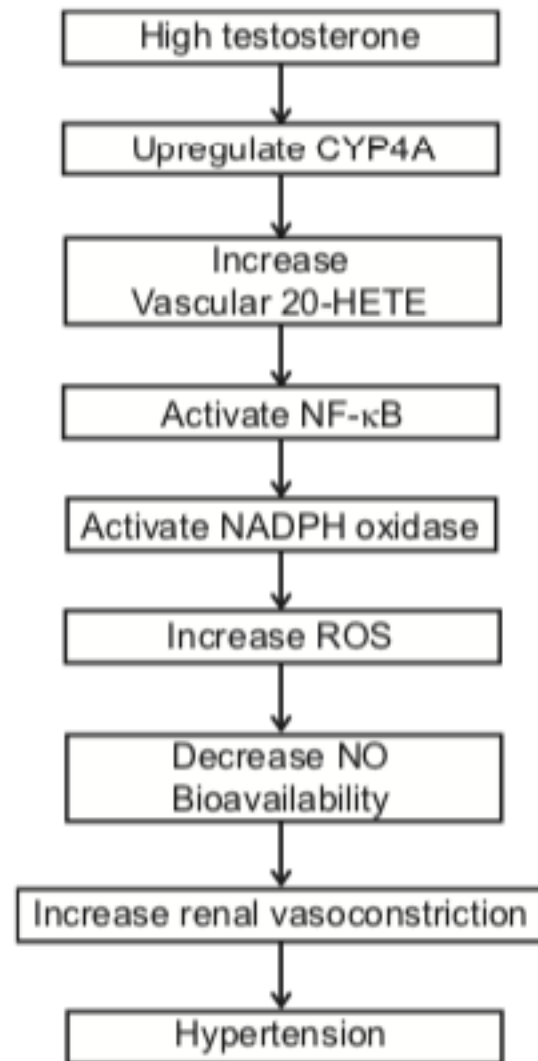 High testosterone
Upregulate CYP4A
Increase
Vascular 20-HETE
Activate NF-κB
Activate NADPH oxidase
Increase ROS
Decrease NO
Bioavailability
Increase renal vasoconstriction
Hypertension